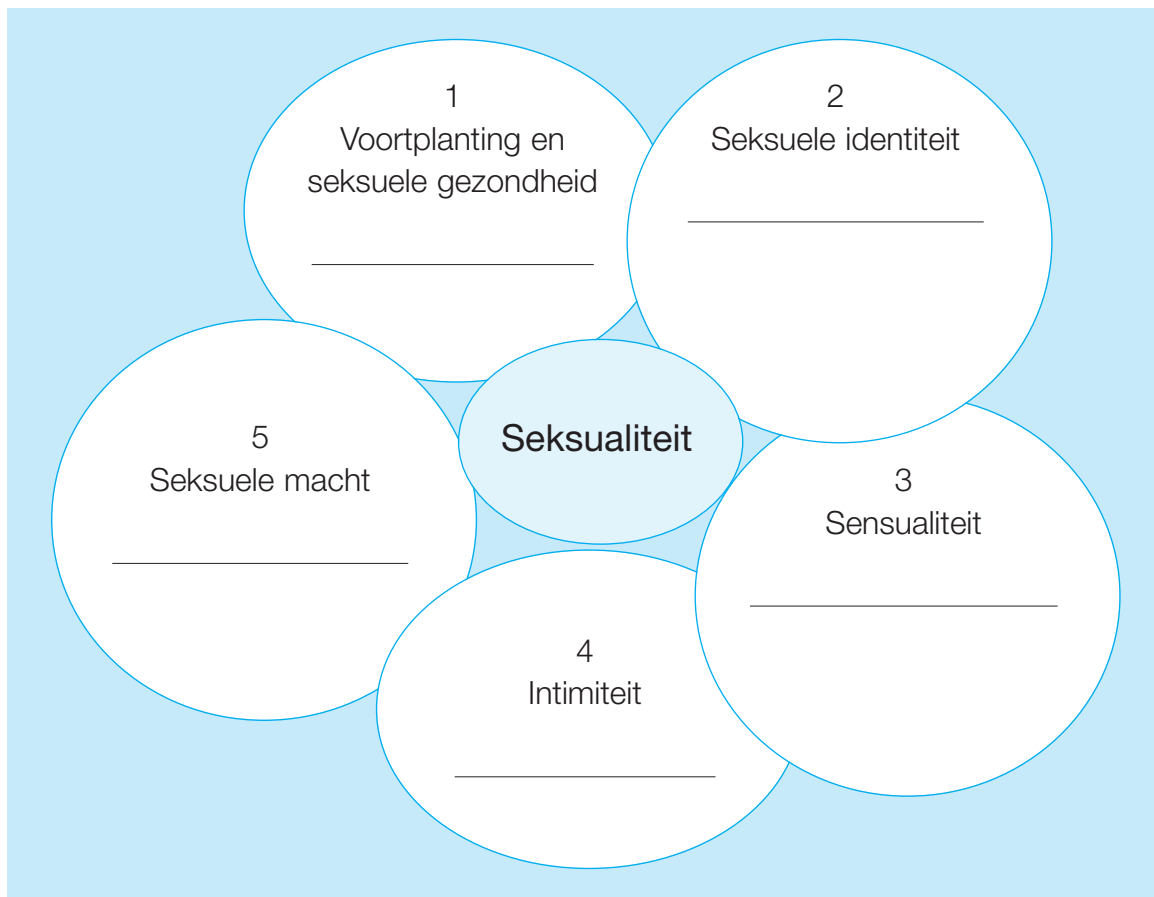 1
Voortplanting en
seksuele gezondheid
2
Seksuele identiteit
Seksualiteit
5
Seksuele macht
3
Sensualiteit
4
Intimiteit